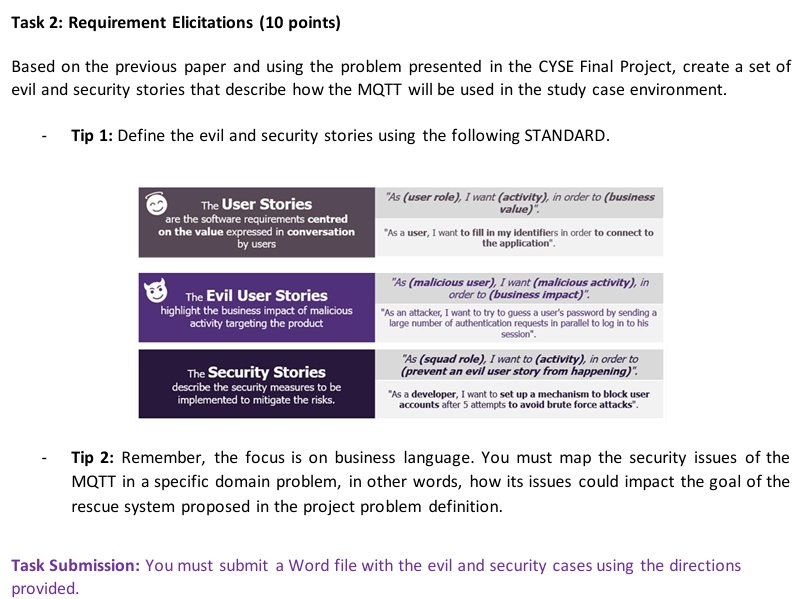 Task 2: Requirement Elicitations (10 points)
Based on the previous paper and using the problem presented in the CYSE Final Project, create a set of
evil and security stories that describe how the MQTT will be used in the study case environment.
- Tip 1: Define the evil and security stories using the following STANDARD.
The User Stories
are the software requirements centred
on the value expressed in conversation
by users
"As (user role), I want (activity), in order to (business
value)".
"As a user, I want to fill in my identifiers in order to connect to
the application".
The Evil User Stories
highlight the business impact of malicious
activity targeting the product
"As (malicious user), I want (malicious activity), in
order to (business impact)".
"As an attacker, I want to try to guess a user's password by sending a
large number of authentication requests in parallel to log in to his
session".
The Security Stories
describe the security measures to be
implemented to mitigate the risks.
"As (squad role), I want to (activity), in order to
(prevent an evil user story from happening)".
"As a developer, I want to set up a mechanism to block user
accounts after 5 attempts to avoid brute force attacks".
- Tip 2: Remember, the focus is on business language. You must map the security issues of the
MQTT in a specific domain problem, in other words, how its issues could impact the goal of the
rescue system proposed in the project problem definition.
Task Submission: You must submit a Word file with the evil and security cases using the directions
provided.